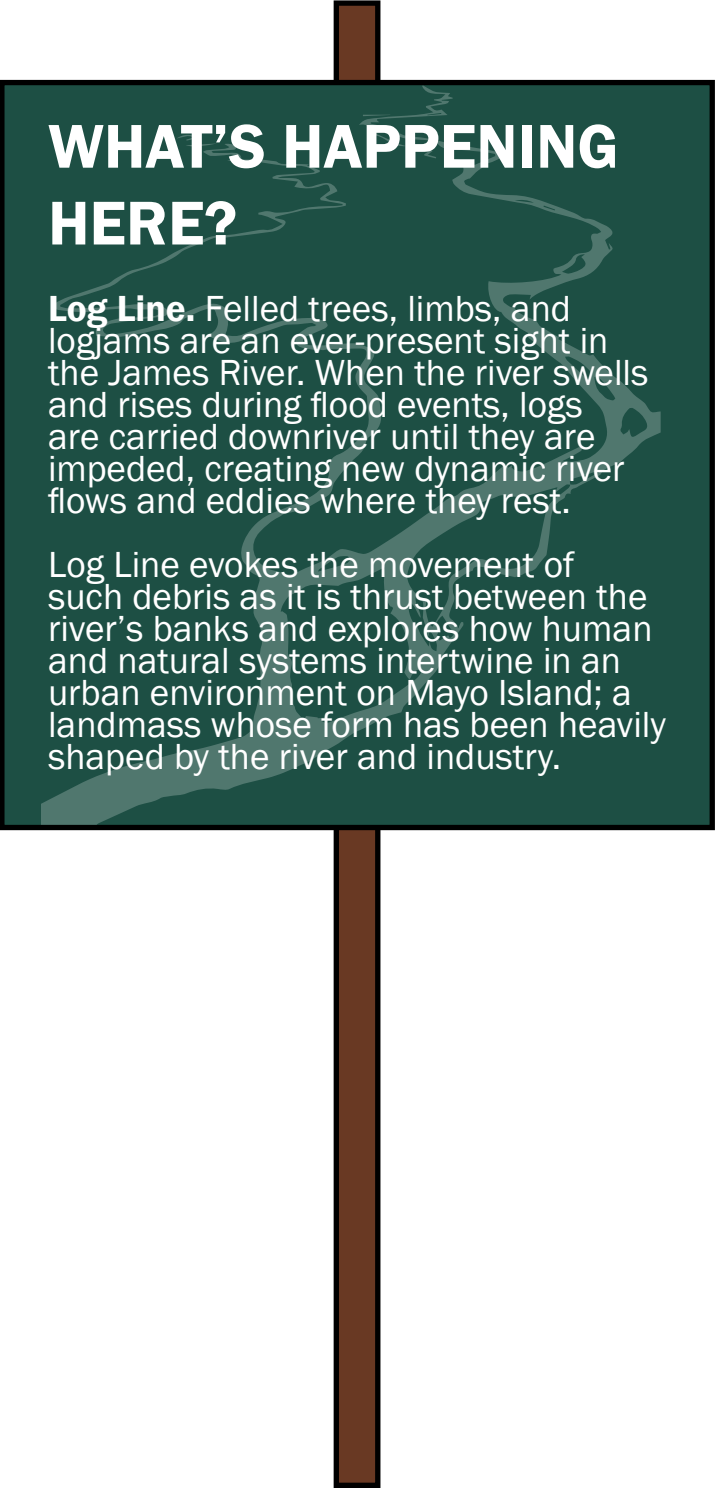 WHAT’S HAPPENING
HERE?
Log Line. Felled trees, limbs, and
logjams are an ever-present sight in
the James River. When the river swells
and rises during flood events, logs
are carried downriver until they are
impeded, creating new dynamic river
flows and eddies where they rest.
Log Line evokes the movement of
such debris as it is thrust between the
river’s banks and explores how human
and natural systems intertwine in an
urban environment on Mayo Island; a
landmass whose form has been heavily
shaped by the river and industry.